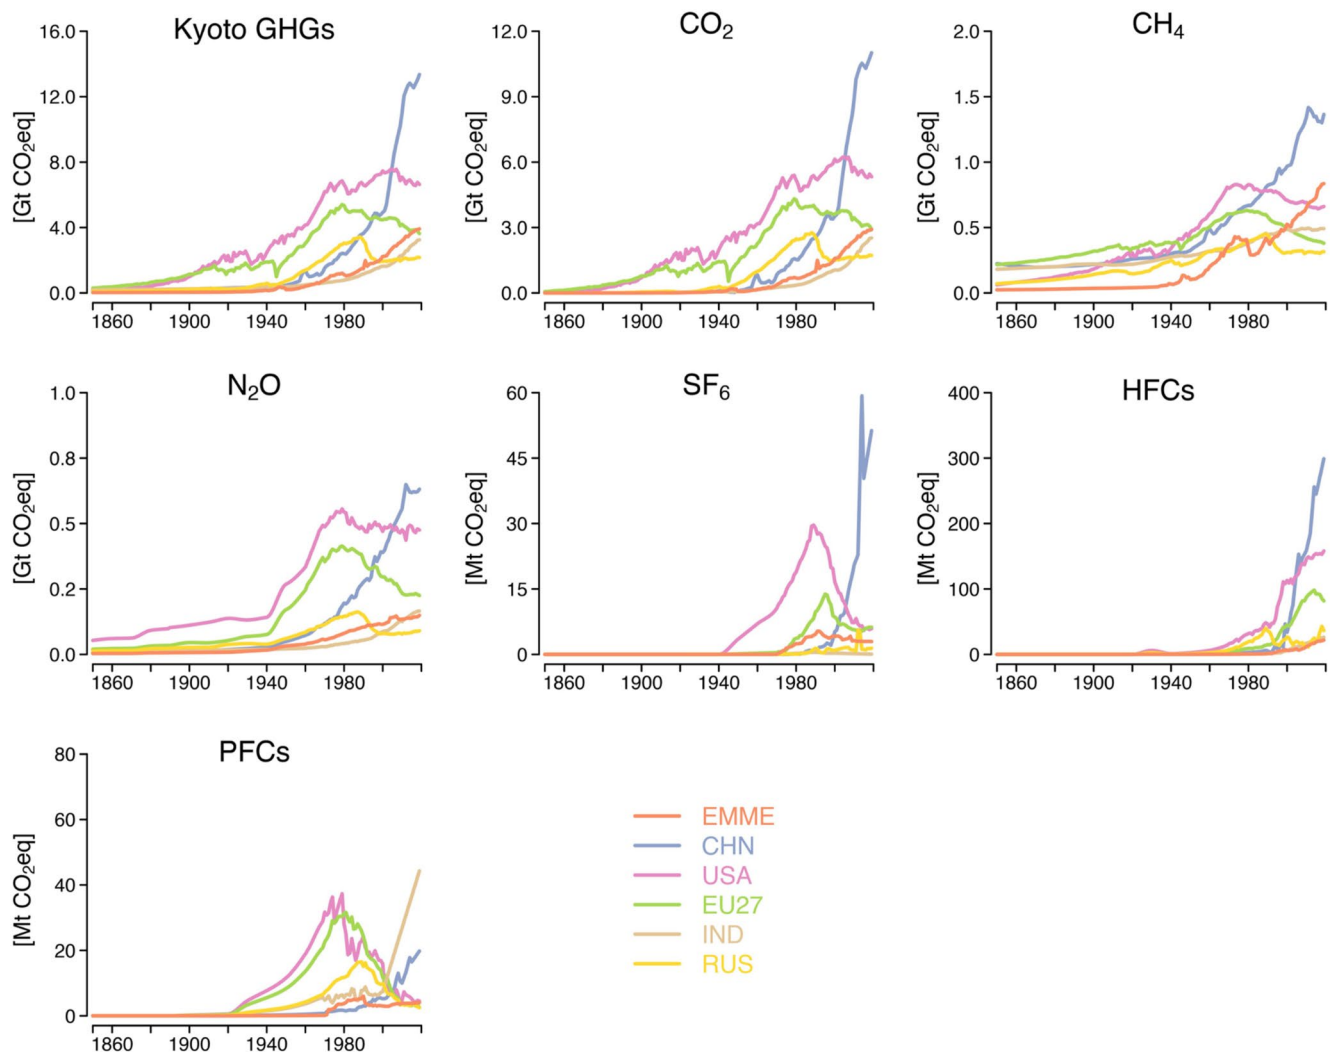 Kyoto GHGs
[Gt CO₂eq]
16.0
12.0
8.0
4.0
0.0
1860 1900 1940 1980
CO₂
[Gt CO₂eq]
12.0
9.0
6.0
3.0
0.0
1860 1900 1940 1980
CH₄
[Gt CO₂eq]
2.0
1.5
1.0
0.5
0.0
1860 1900 1940 1980
N₂O
[Gt CO₂eq]
1.0
0.8
0.5
0.2
0.0
1860 1900 1940 1980
SF₆
[Mt CO₂eq]
60
45
30
15
0
1860 1900 1940 1980
HFCs
[Mt CO₂eq]
400
300
200
100
0
1860 1900 1940 1980
PFCs
[Mt CO₂eq]
80
60
40
20
0
1860 1900 1940 1980
EMME
CHN
USA
EU27
IND
RUS